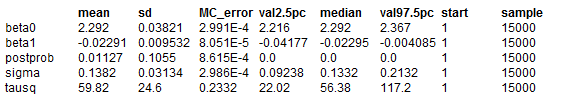 mean sd MC_error val2.5pc median val97.5pc start sample
beta0 2.292 0.03821 2.991E-4 2.216 2.292 2.367 1 15000
beta1 -0.02291 0.009532 8.051E-5 -0.04177 -0.02295 -0.004085 1 15000
postprob 0.01127 0.1055 8.615E-4 0.0 0.0 0.0 1 15000
sigma 0.1382 0.03134 2.986E-4 0.09238 0.1332 0.2132 1 15000
tausq 59.82 24.6 0.2332 22.02 56.38 117.2 1 15000